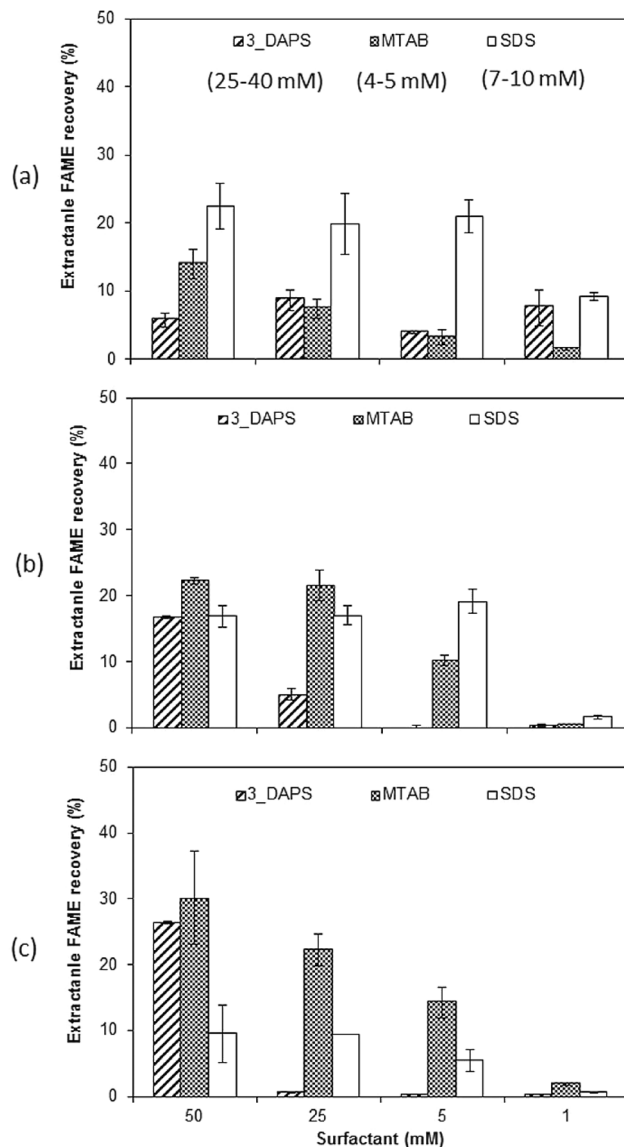 50
3_DAPS MTAB SDS
(25-40 mM) (4-5 mM) (7-10 mM)
40
30
20
10
0
Extractanle FAME recovery (%)
(a)
50
3_DAPS MTAB SDS
40
30
20
10
0
Extractanle FAME recovery (%)
(b)
50
3_DAPS MTAB SDS
40
30
20
10
0
Extractanle FAME recovery (%)
(c)
50 25 5 1
Surfactant (mM)